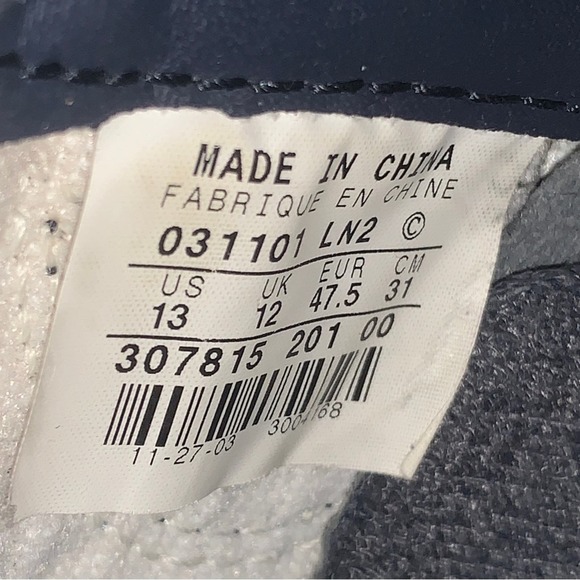 MADE IN CHINA
FABRIQUE EN CHINE
031101 LN2 ©
US UK EUR CM
13 12 47.5 31
307815 201 00
11-27-03 3004168